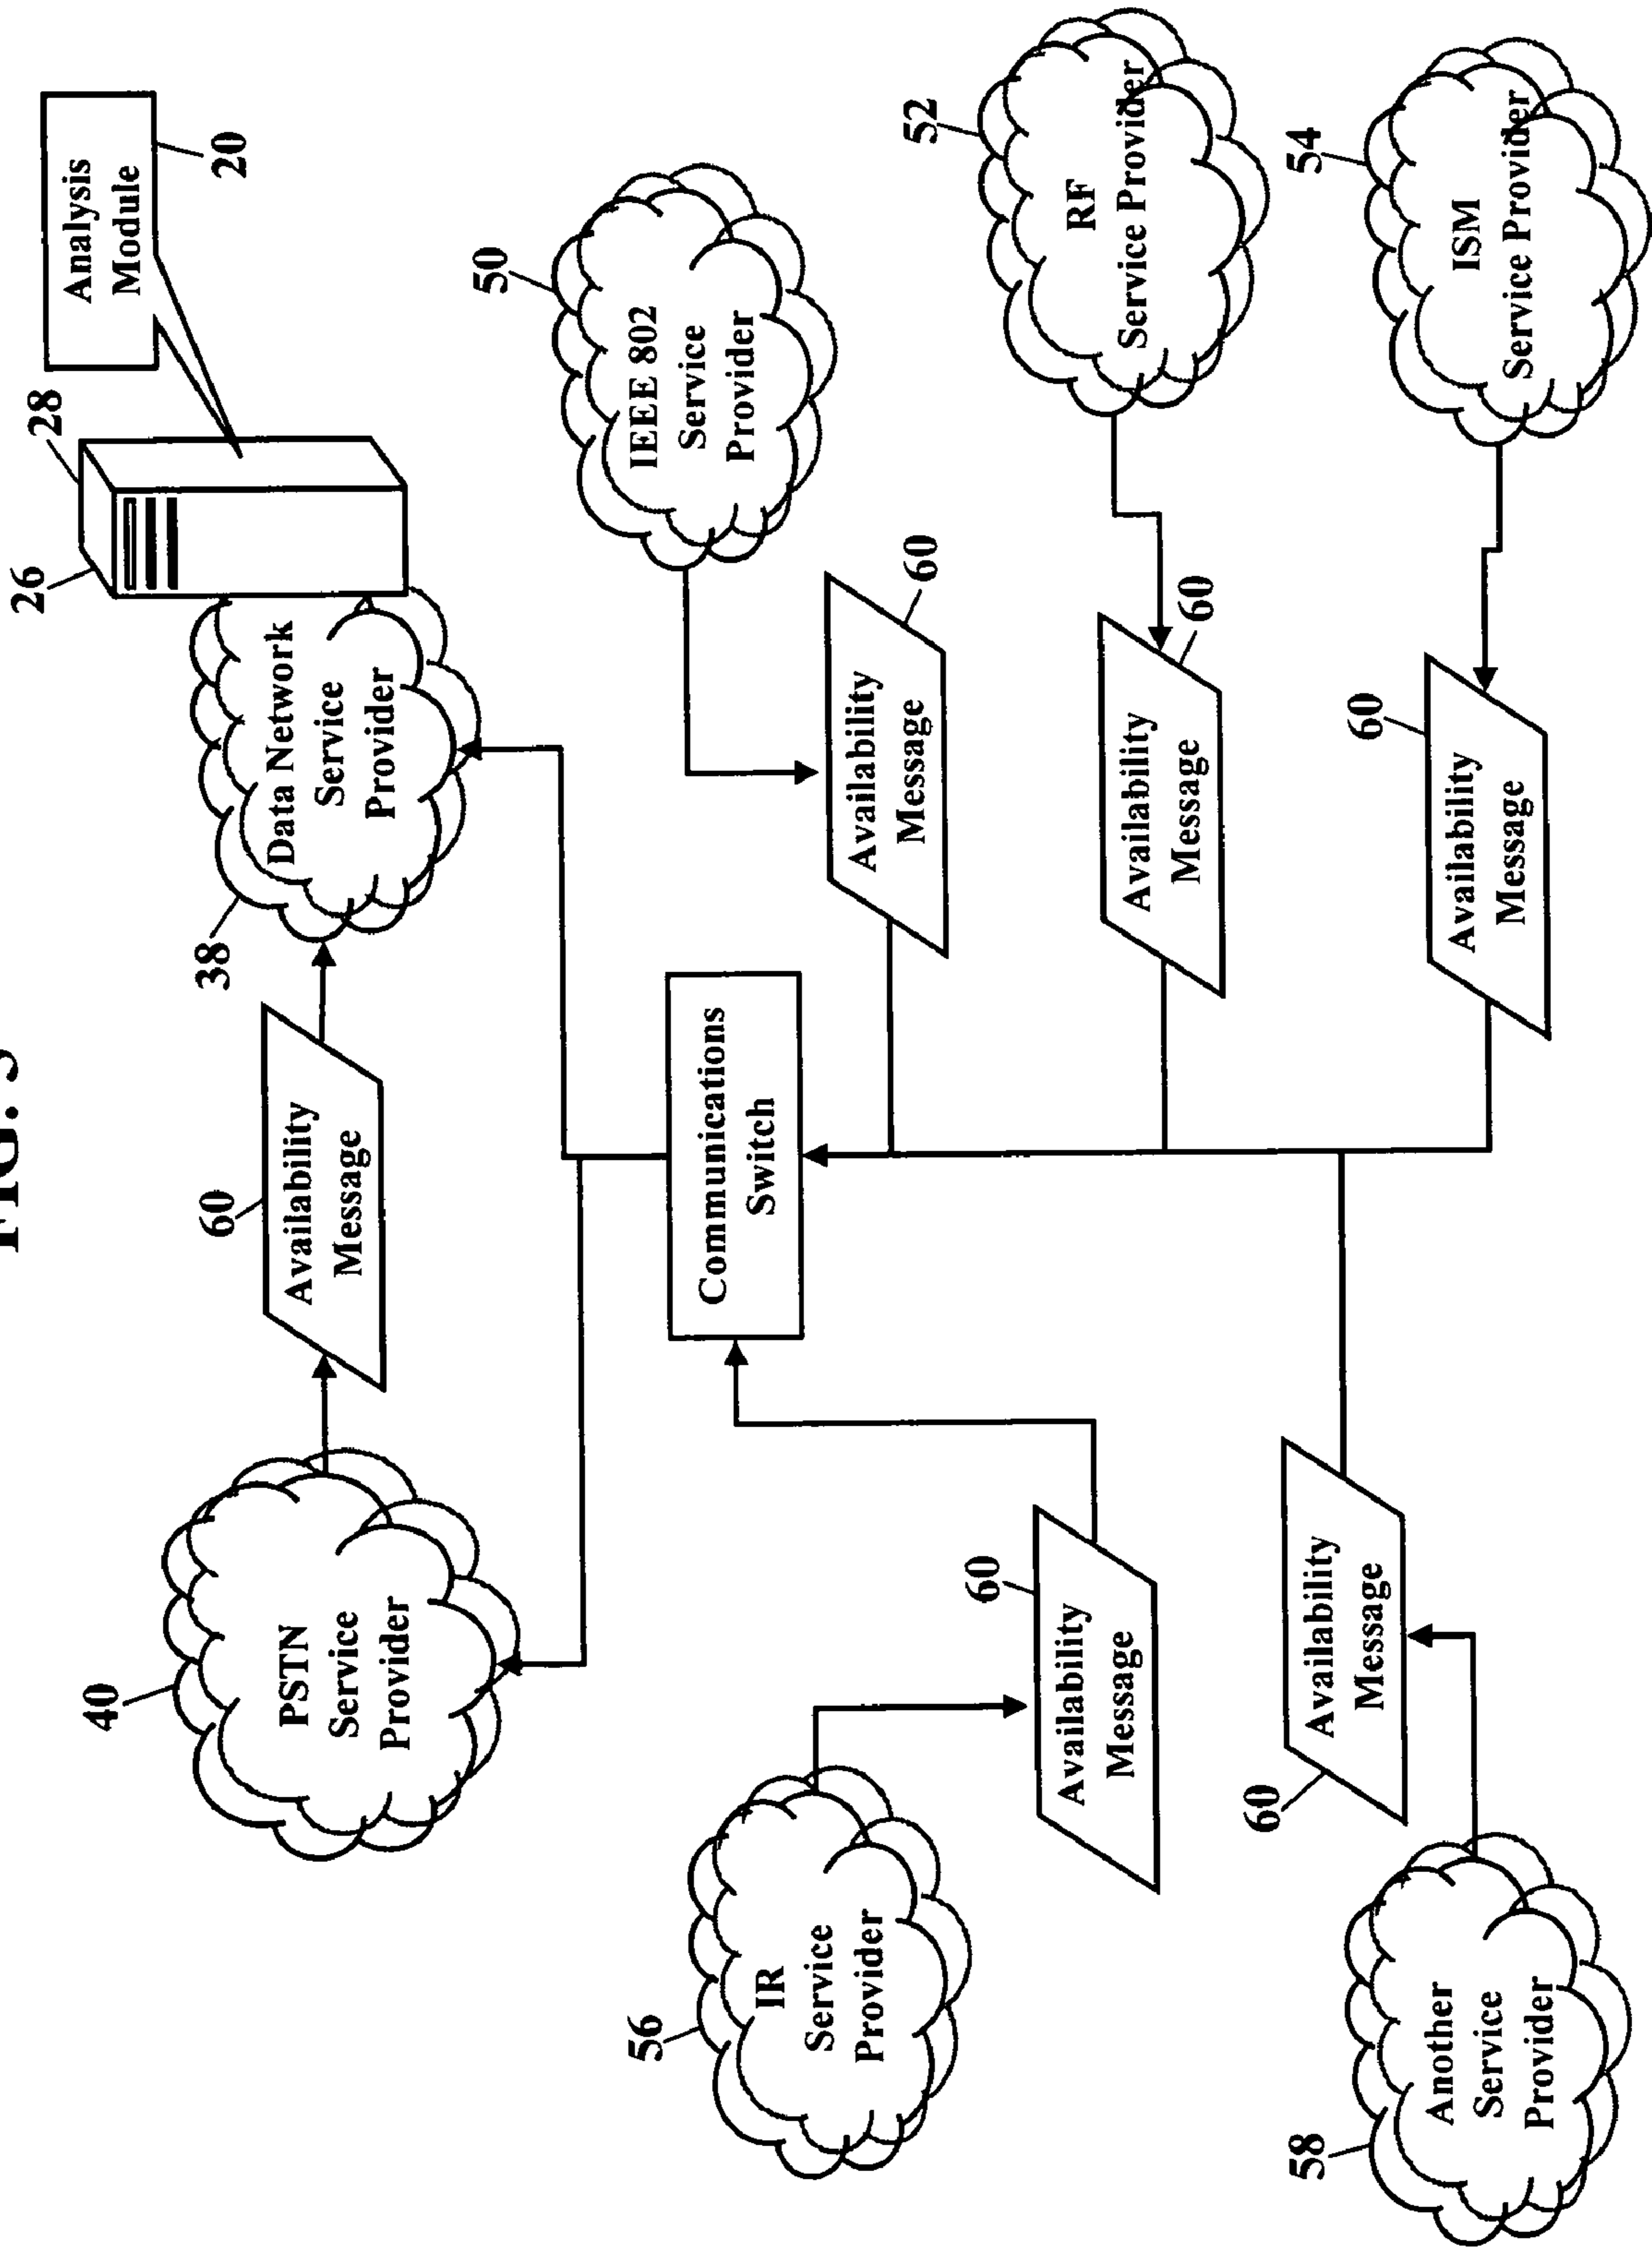 FIG.
Analysis
Module
20
26
28
40
PSTN
Service
Provider
60
Availability
Message
38
Data Network
Service
Provider
50
IEEE 802
Service
Provider
56
IR
Service
Provider
Communications
Switch
60
Availability
Message
52
RF
Service Provider
60
Availability
Message
60
Availability
Message
58
Another
Service
Provider
60
Availability
Message
60
Availability
Message
54
ISM
Service Provider